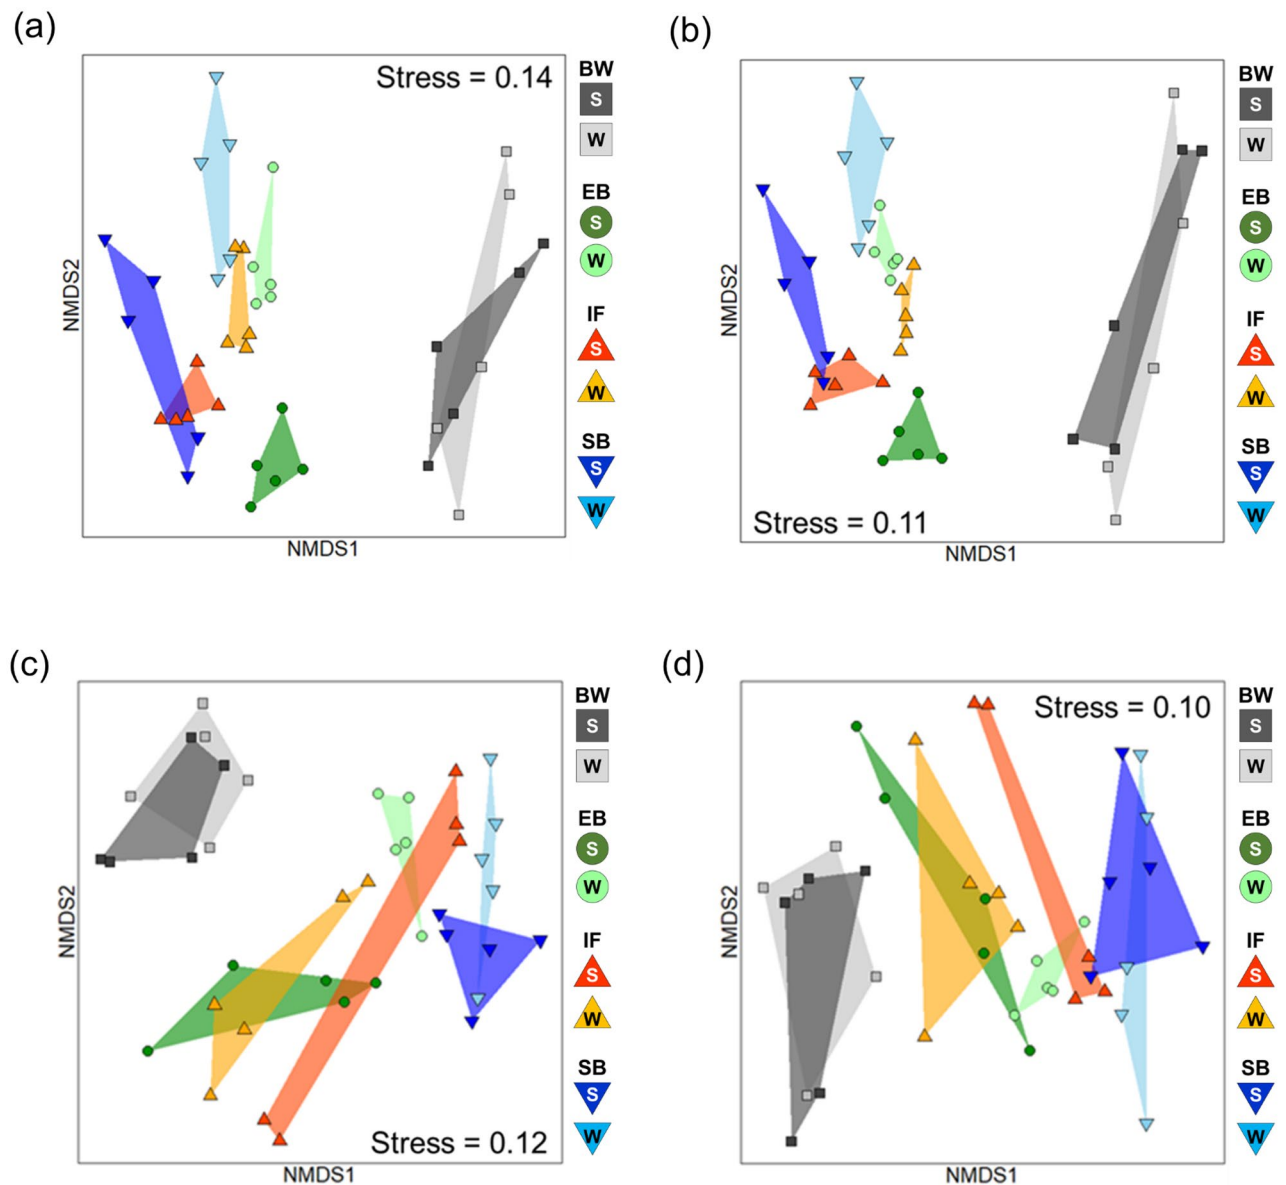 (a)
Stress = 0.14
NMDS2
NMDS1
BW
S
W
EB
S
W
IF
S
W
SB
S
W
(b)
Stress = 0.11
NMDS2
NMDS1
BW
S
W
EB
S
W
IF
S
W
SB
S
W
(c)
Stress = 0.12
NMDS2
NMDS1
BW
S
W
EB
S
W
IF
S
W
SB
S
W
(d)
Stress = 0.10
NMDS2
NMDS1
BW
S
W
EB
S
W
IF
S
W
SB
S
W